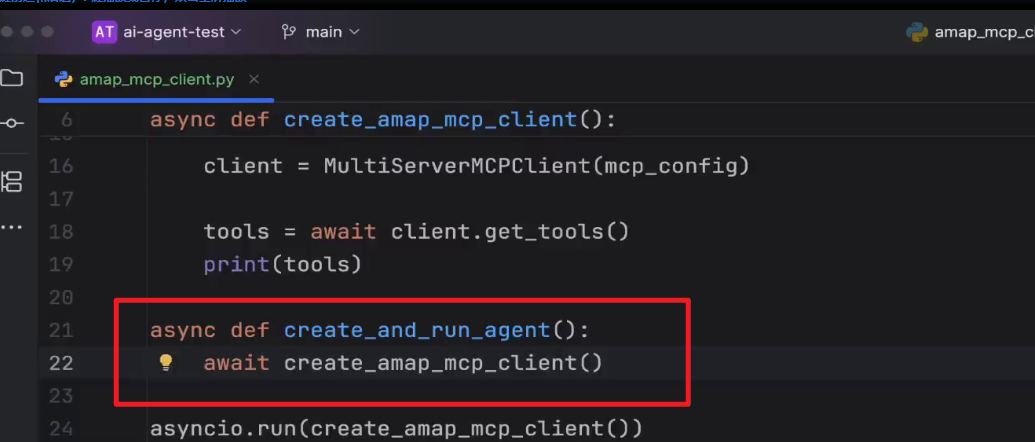 AT ai-agent-test main amap_mcp_c
amap_mcp_client.py
6 async def create_amap_mcp_client():
16 client = MultiServerMCPClient(mcp_config)
17
18 tools = await client.get_tools()
19 print(tools)
20
21 async def create_and_run_agent():
22 await create_amap_mcp_client()
23
24 asyncio.run(create_amap_mcp_client())